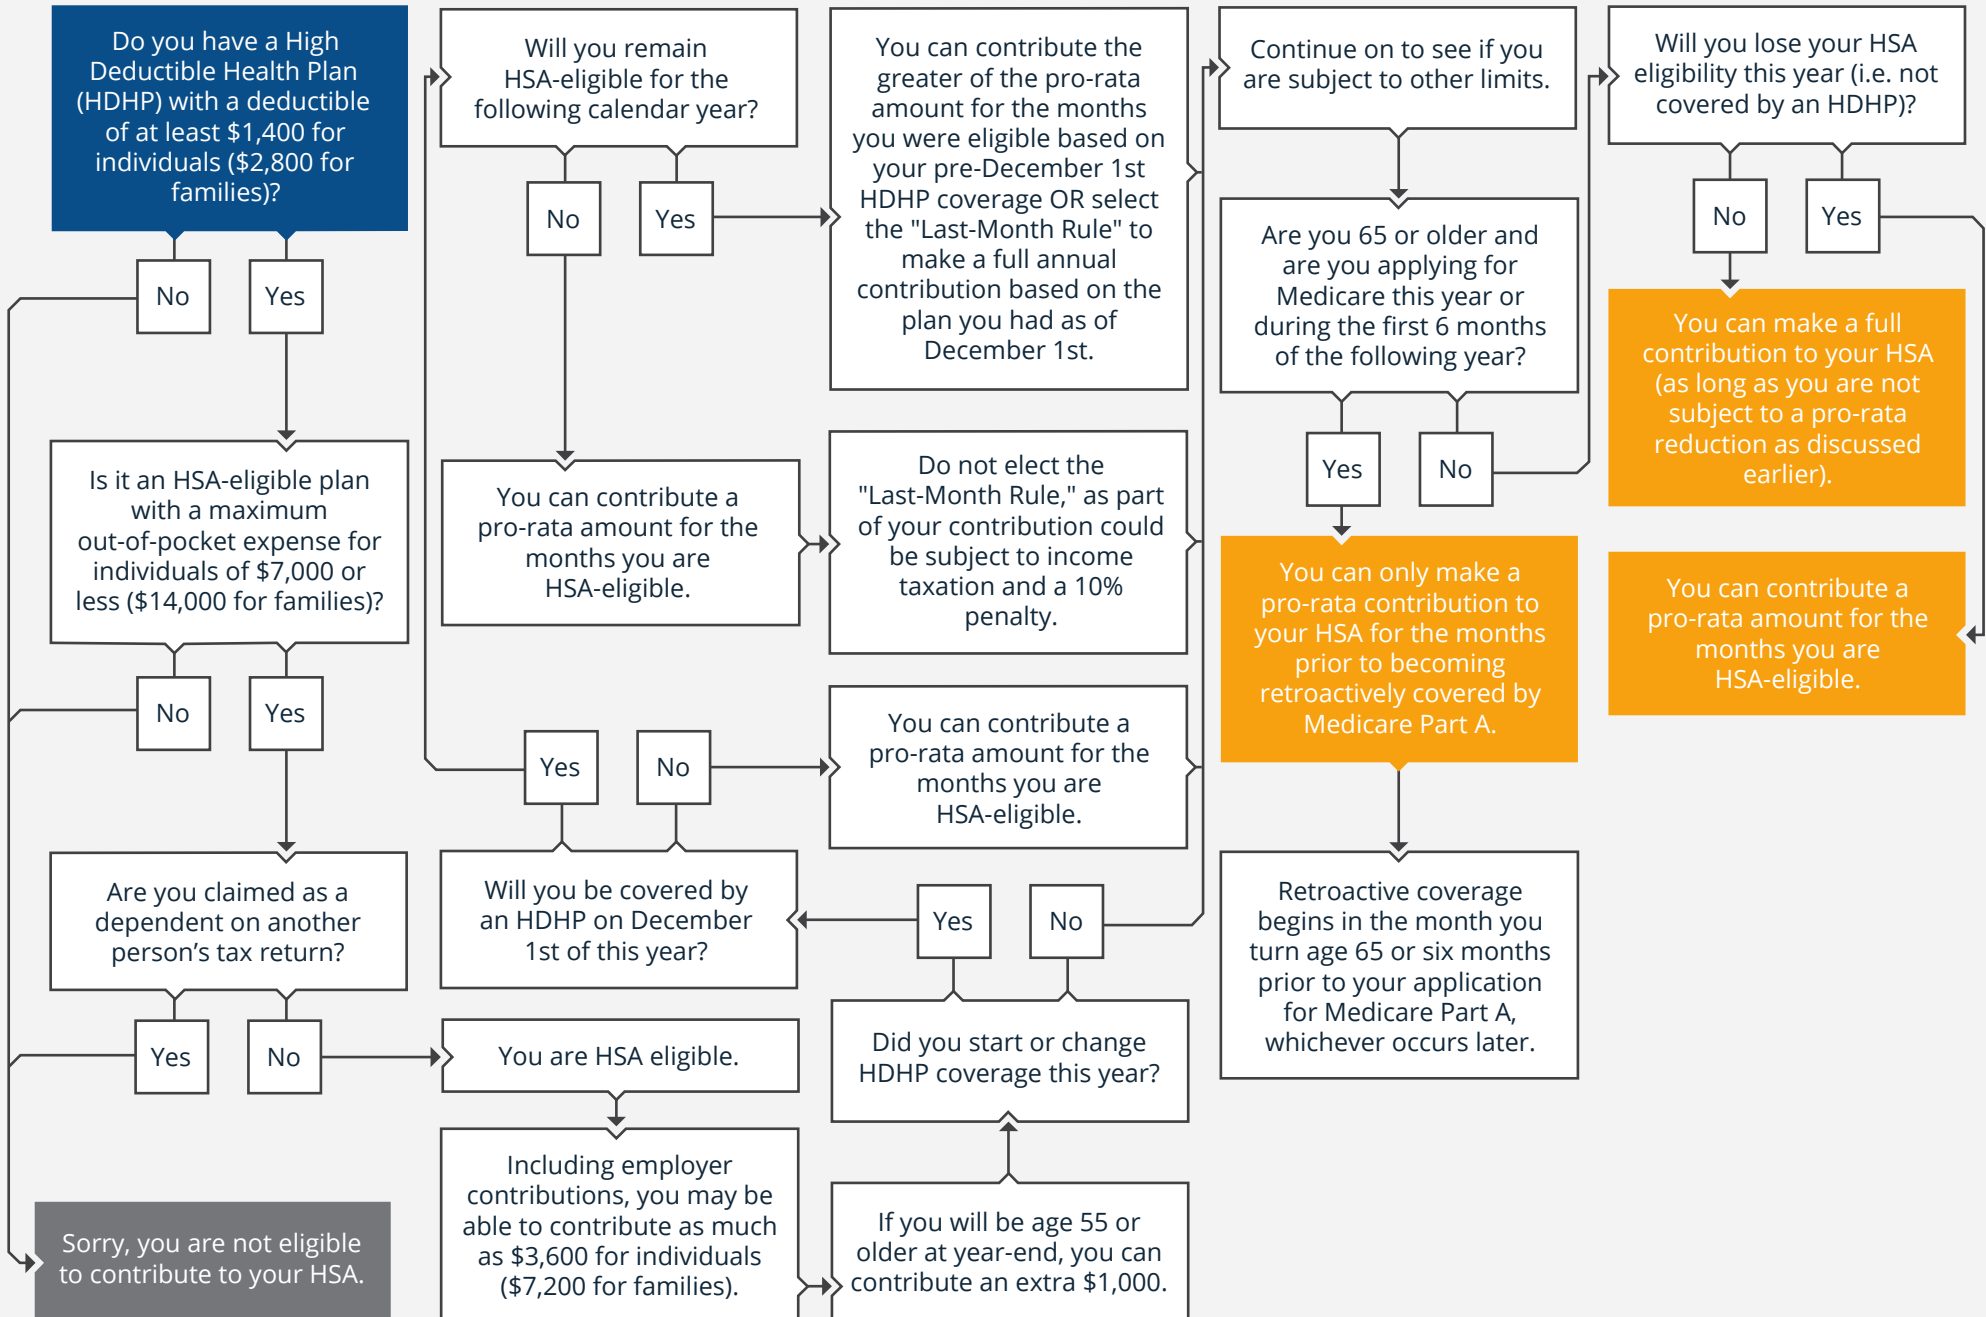 Do you have a High
Deductible Health Plan
(HDHP) with a deductible
of at least $1,400 for
individuals ($2,800 for
families)?
No
Yes
Is it an HSA-eligible plan
with a maximum
out-of-pocket expense for
individuals of $7,000 or
less ($14,000 for families)?
No
Yes
Are you claimed as a
dependent on another
person's tax return?
Yes
No
Sorry, you are not eligible
to contribute to your HSA.
You are HSA eligible.
Including employer
contributions, you may be
able to contribute as much
as $3,600 for individuals
($7,200 for families).
If you will be age 55 or
older at year-end, you can
contribute an extra $1,000.
Did you start or change
HDHP coverage this year?
Yes
No
Will you be covered by
an HDHP on December
1st of this year?
Yes
No
You can contribute a
pro-rata amount for the
months you are
HSA-eligible.
Will you remain
HSA-eligible for the
following calendar year?
No
Yes
You can contribute a
pro-rata amount for the
months you are
HSA-eligible.
Do not elect the
"Last-Month Rule," as part
of your contribution could
be subject to income
taxation and a 10%
penalty.
You can contribute the
greater of the pro-rata
amount for the months
you were eligible based on
your pre-December 1st
HDHP coverage OR select
the "Last-Month Rule" to
make a full annual
contribution based on the
plan you had as of
December 1st.
Continue on to see if you
are subject to other limits.
Are you 65 or older and
are you applying for
Medicare this year or
during the first 6 months
of the following year?
Yes
No
You can only make a
pro-rata contribution to
your HSA for the months
prior to becoming
retroactively covered by
Medicare Part A.
Retroactive coverage
begins in the month you
turn age 65 or six months
prior to your application
for Medicare Part A,
whichever occurs later.
Will you lose your HSA
eligibility this year (i.e. not
covered by an HDHP)?
No
Yes
You can make a full
contribution to your HSA
(as long as you are not
subject to a pro-rata
reduction as discussed
earlier).
You can contribute a
pro-rata amount for the
months you are
HSA-eligible.